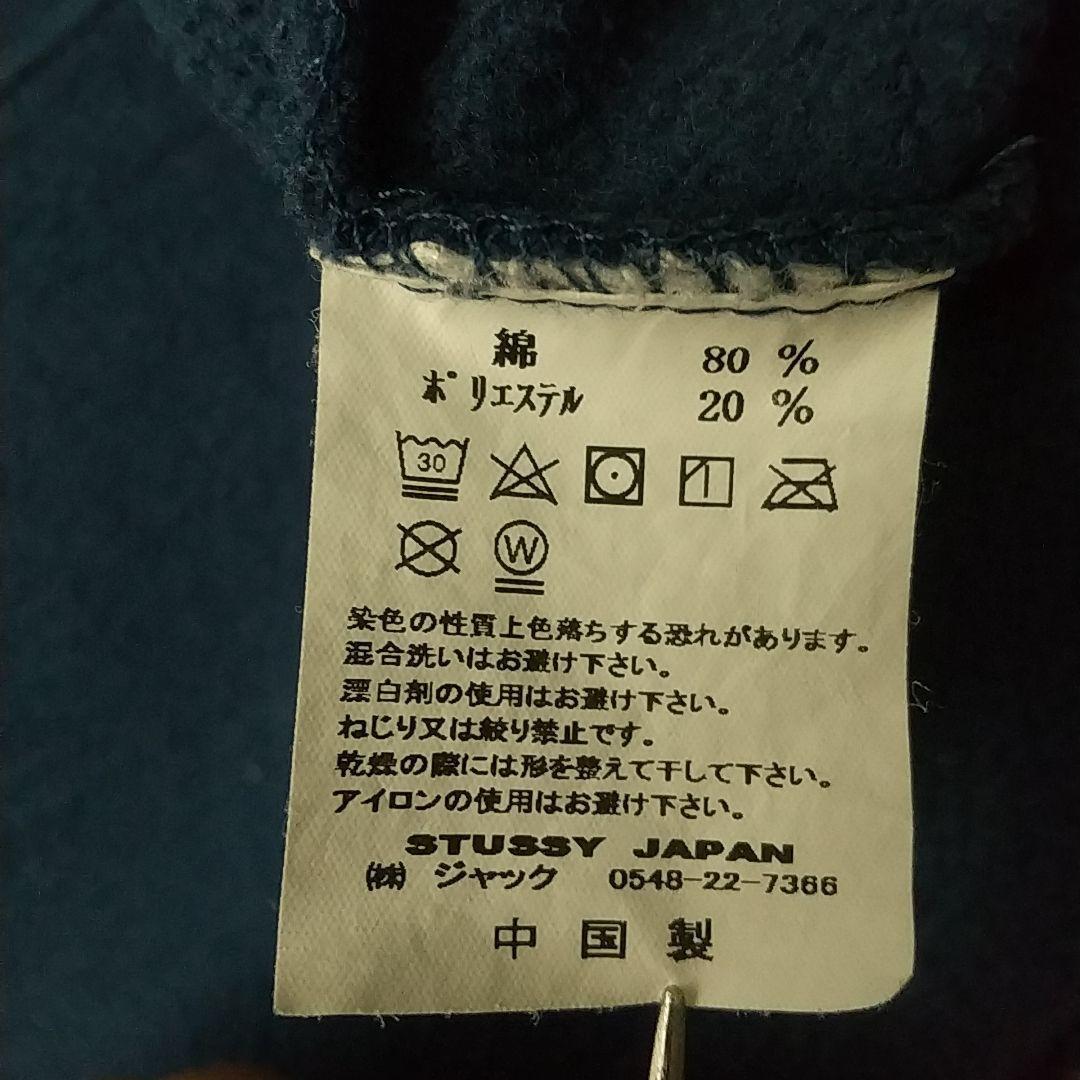 綿 80 %
ポリエステル 20 %
30
W
染色の性質上色落ちする恐れがあります。
混合洗いはお避け下さい。
漂白剤の使用はお避け下さい。
ねじり又は絞り禁止です。
乾燥の際には形を整えて干して下さい。
アイロンの使用はお避け下さい。
STUSSY JAPAN
㈱ ジャック 0548-22-7366
中国製